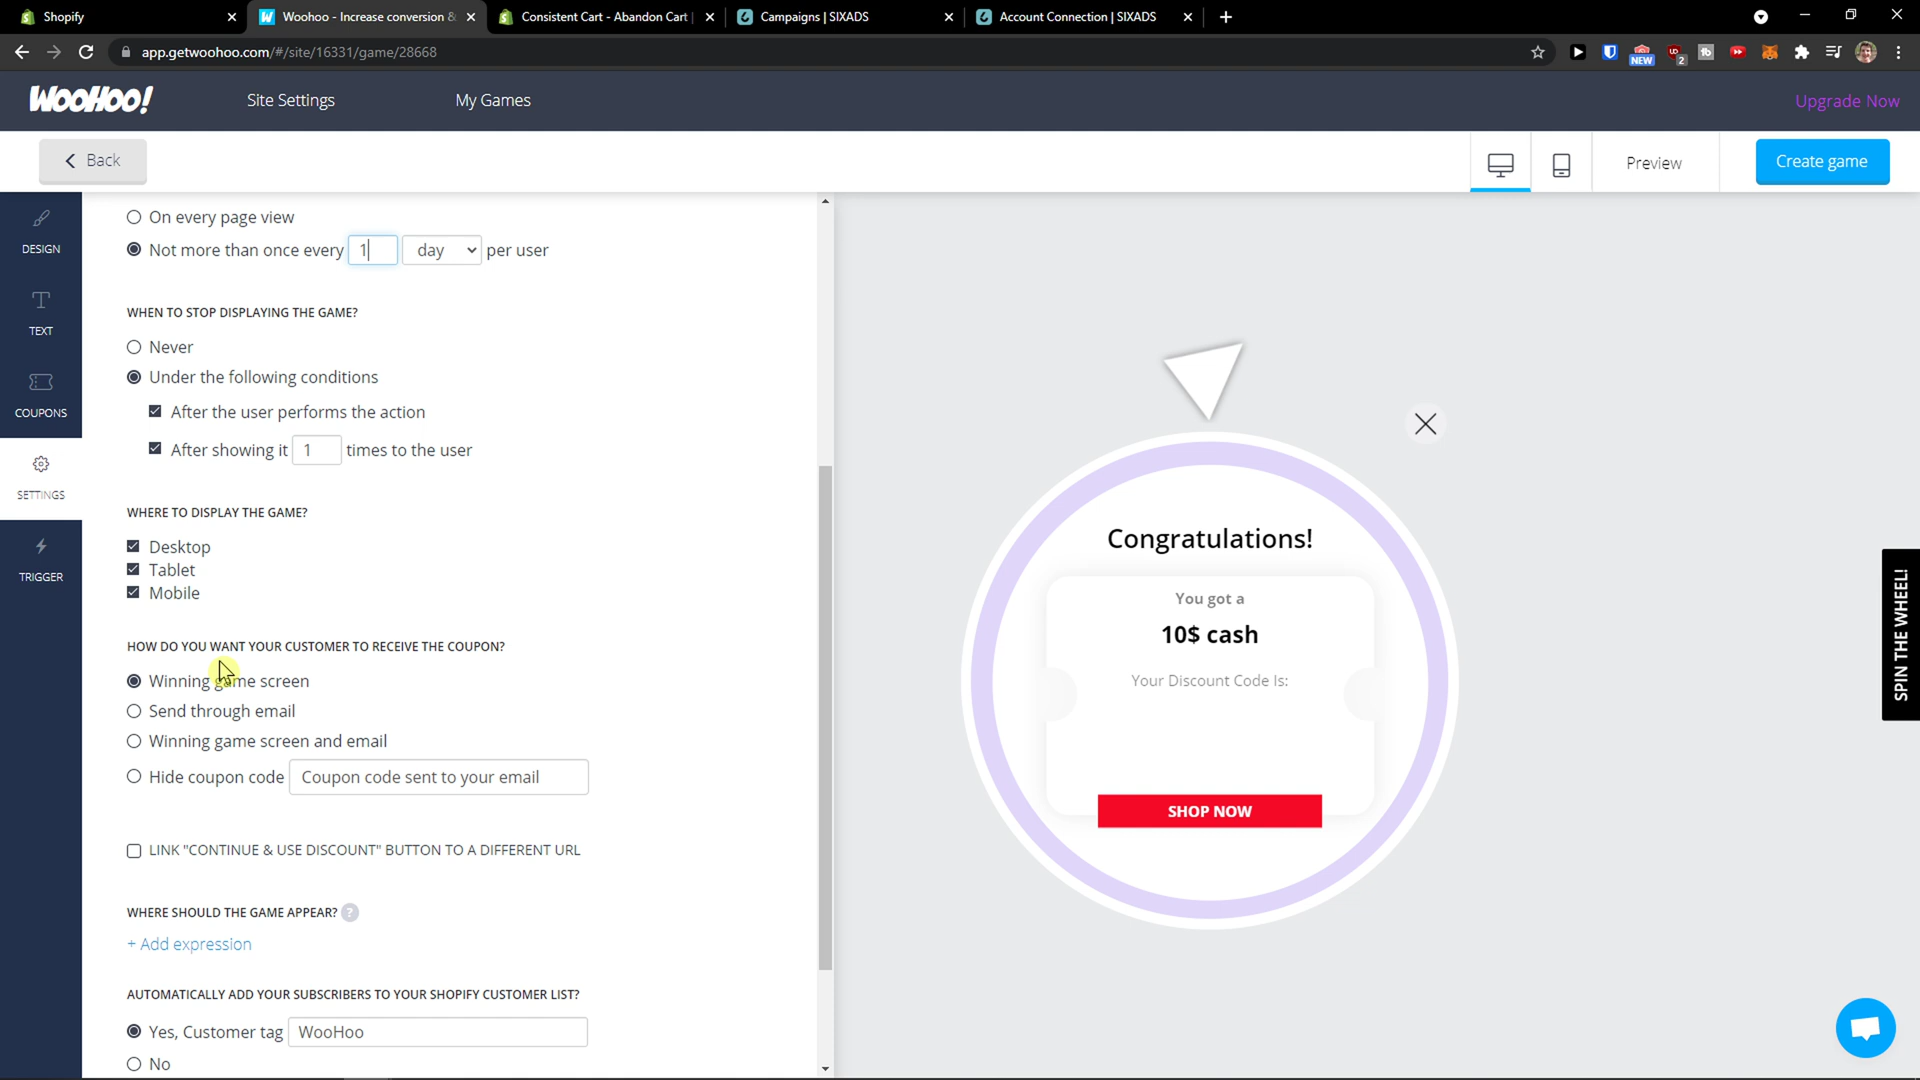 Shopify
Woohoo - Increase conversion &
Consistent Cart - Abandon Cart
Campaigns | SIXADS
Account Connection | SIXADS
app.getwoohoo.com/#/site/16331/game/28668
NEW
2
WooHoo!
Site Settings
My Games
Upgrade Now
Back
Preview
Create game
DESIGN
TEXT
COUPONS
SETTINGS
TRIGGER
On every page view
Not more than once every 1 day per user
WHEN TO STOP DISPLAYING THE GAME?
Never
Under the following conditions
After the user performs the action
After showing it 1 times to the user
WHERE TO DISPLAY THE GAME?
Desktop
Tablet
Mobile
HOW DO YOU WANT YOUR CUSTOMER TO RECEIVE THE COUPON?
Winning game screen
Send through email
Winning game screen and email
Hide coupon code Coupon code sent to your email
LINK "CONTINUE & USE DISCOUNT" BUTTON TO A DIFFERENT URL
WHERE SHOULD THE GAME APPEAR? ?
+ Add expression
AUTOMATICALLY ADD YOUR SUBSCRIBERS TO YOUR SHOPIFY CUSTOMER LIST?
Yes, Customer tag WooHoo
No
Congratulations!
You got a
10$ cash
Your Discount Code Is:
SHOP NOW
SPIN THE WHEEL!